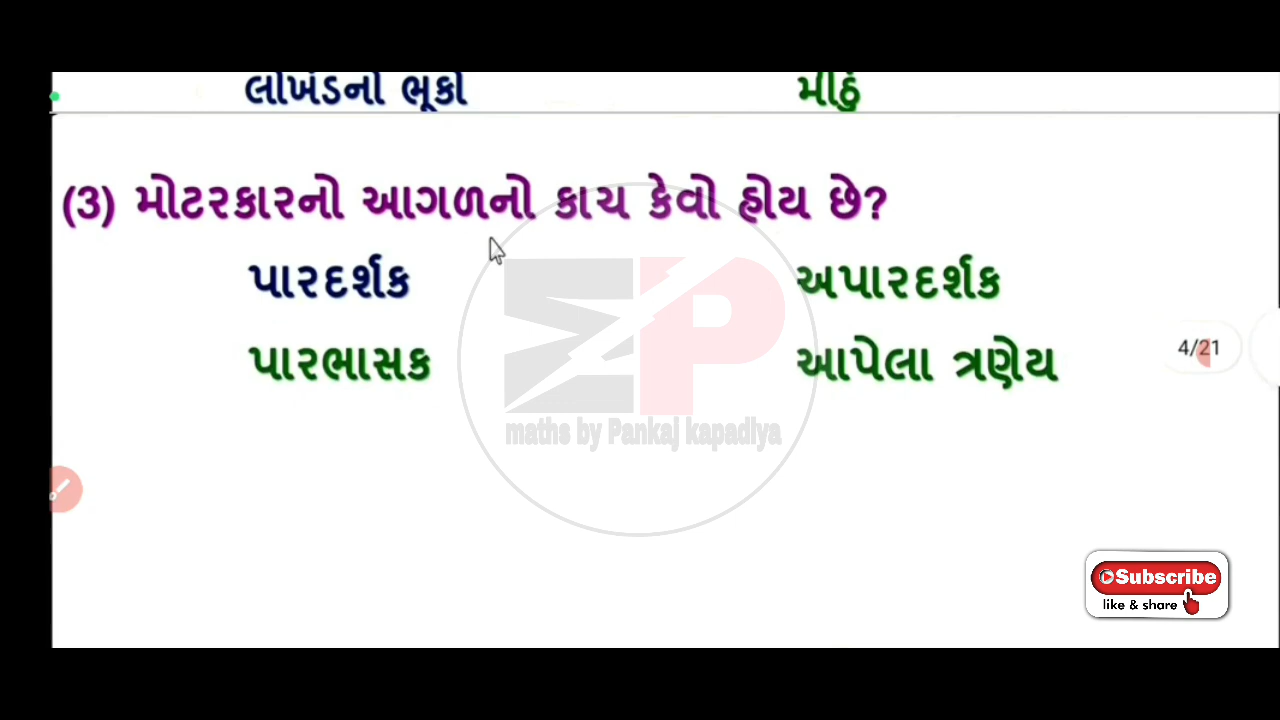 લોખંડનો ભૂકો મીઠું
(3) મોટરકારનો આગળનો કાચ કેવો હોય છે?
પારદર્શક અપારદર્શક
પારભાસક આપેલા ત્રણેય
4/21
ZP
maths by Pankaj kapadiya
Subscribe
like & share